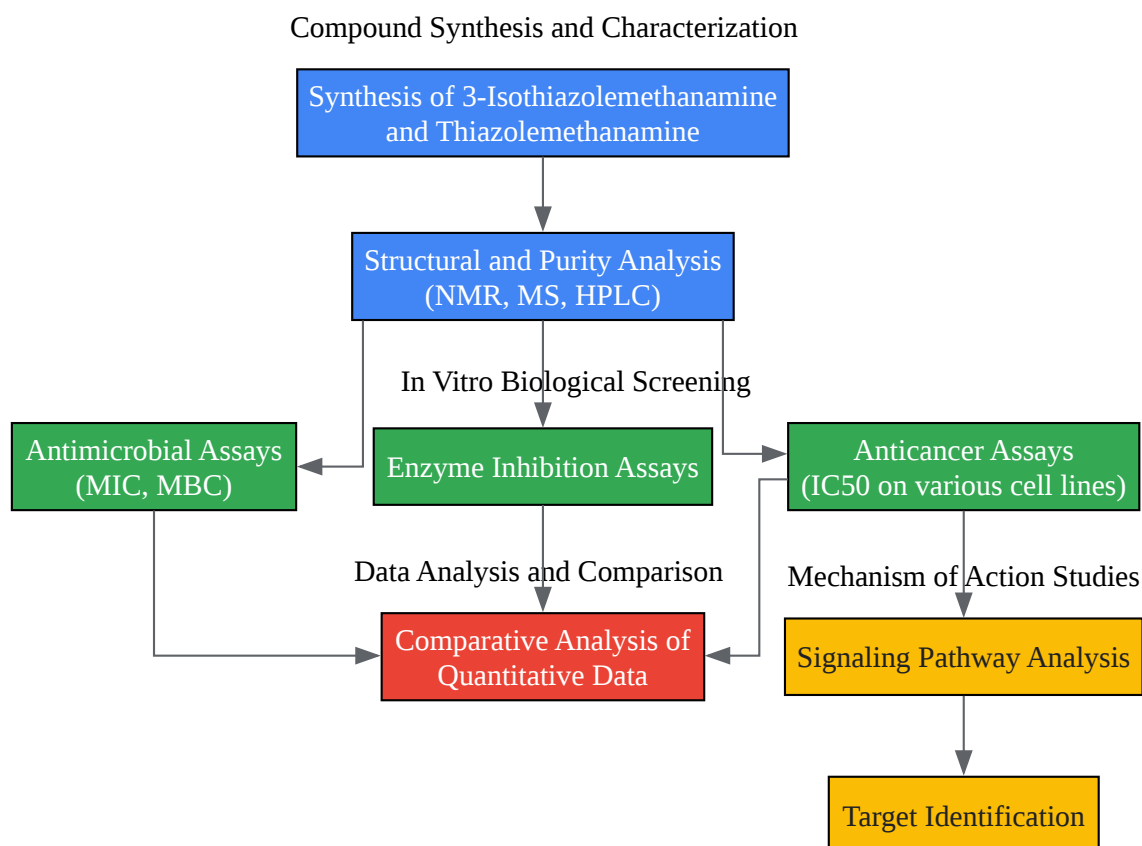 Compound Synthesis and Characterization
Synthesis of 3-Isothiazolemethanamine
and Thiazolemethanamine
Structural and Purity Analysis
(NMR, MS, HPLC)
In Vitro Biological Screening
Antimicrobial Assays
(MIC, MBC)
Enzyme Inhibition Assays
Anticancer Assays
(IC50 on various cell lines)
Data Analysis and Comparison
Mechanism of Action Studies
Comparative Analysis of
Quantitative Data
Signaling Pathway Analysis
Target Identification